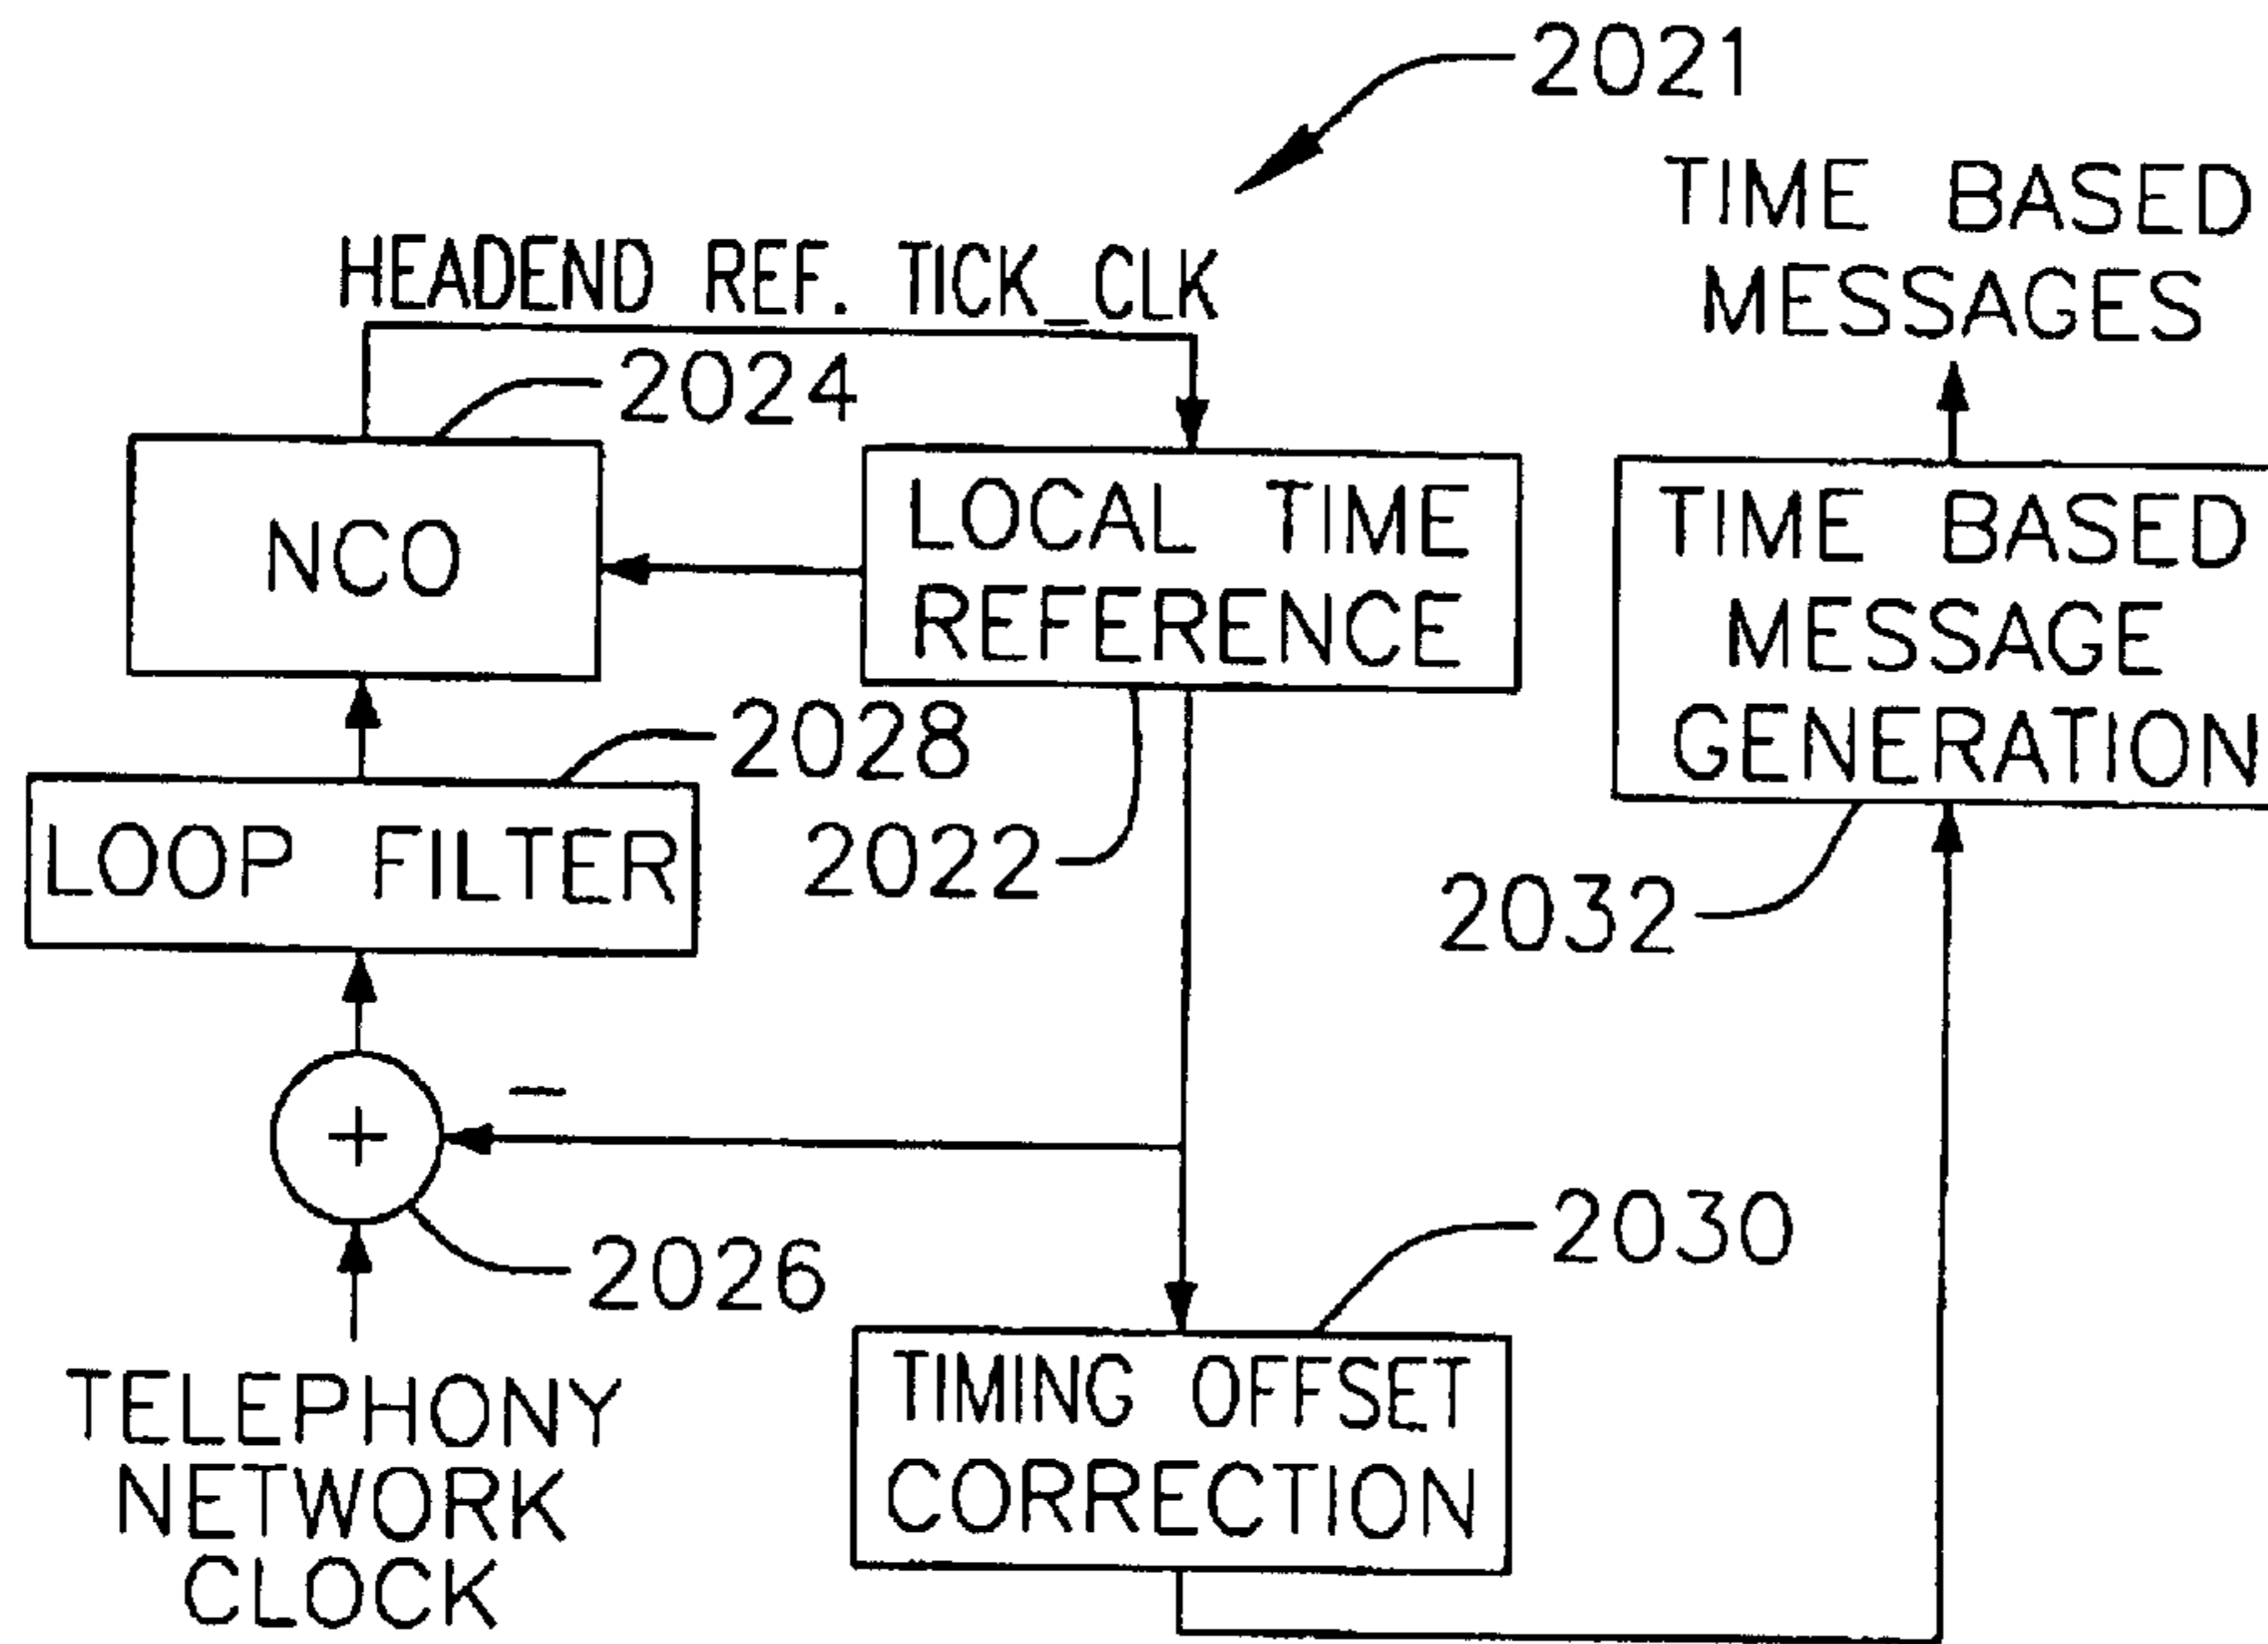 2021
TIME BASED
MESSAGES
HEADEND REF. TICK_CLK
2024
NCO
LOCAL TIME
REFERENCE
TIME BASED
MESSAGE
GENERATION
2028
LOOP FILTER
2022
2032
−
+
2026
2030
TELEPHONY
NETWORK
CLOCK
TIMING OFFSET
CORRECTION